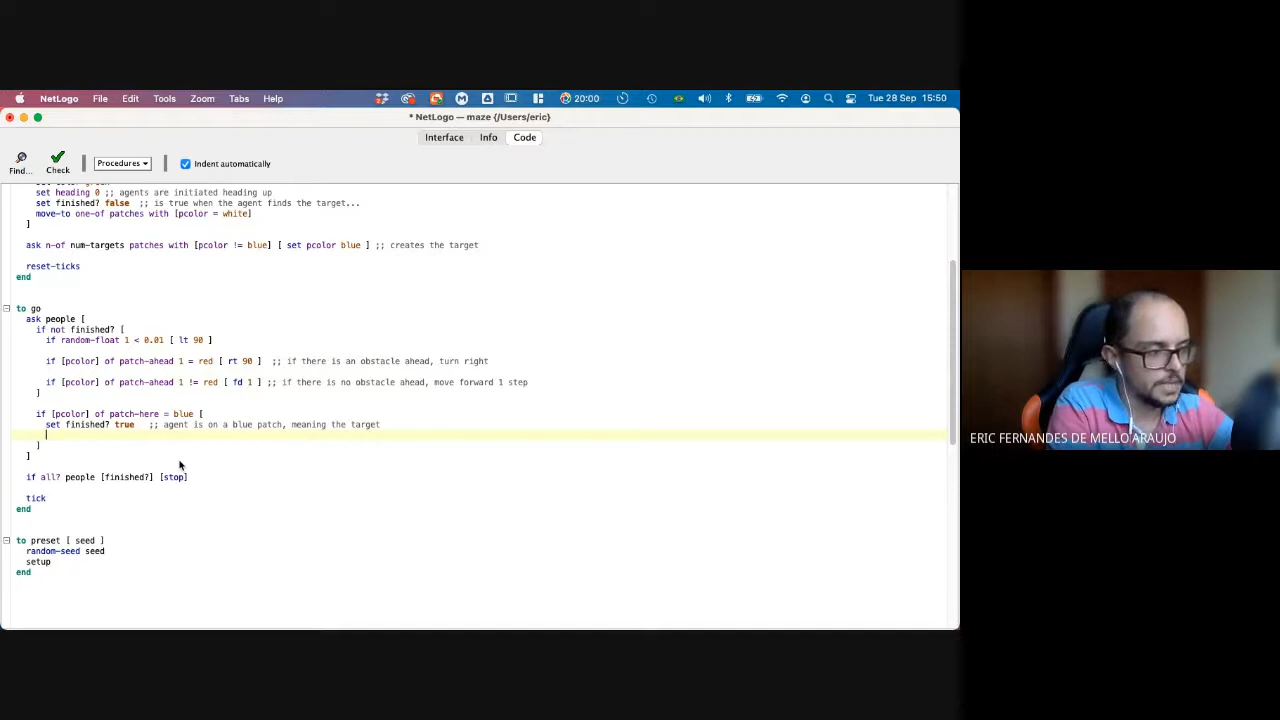 NetLogo File Edit Tools Zoom Tabs Help 20:00 Tue 28 Sep 15:50
* NetLogo — maze {/Users/eric}
Interface Info Code
Find... Check Procedures Indent automatically
set heading 0 ;; agents are initiated heading up
set finished? false ;; is true when the agent finds the target...
move-to one-of patches with [pcolor = white]
]
ask n-of num-targets patches with [pcolor != blue] [ set pcolor blue ] ;; creates the target
reset-ticks
end
to go
ask people [
if not finished? [
if random-float 1 < 0.01 [ lt 90 ]
if [pcolor] of patch-ahead 1 = red [ rt 90 ] ;; if there is an obstacle ahead, turn right
if [pcolor] of patch-ahead 1 != red [ fd 1 ] ;; if there is no obstacle ahead, move forward 1 step
]
if [pcolor] of patch-here = blue [
set finished? true ;; agent is on a blue patch, meaning the target
]
]
if all? people [finished?] [stop]
tick
end
to preset [ seed ]
random-seed seed
setup
end
ERIC FERNANDES DE MELLO ARAUJO